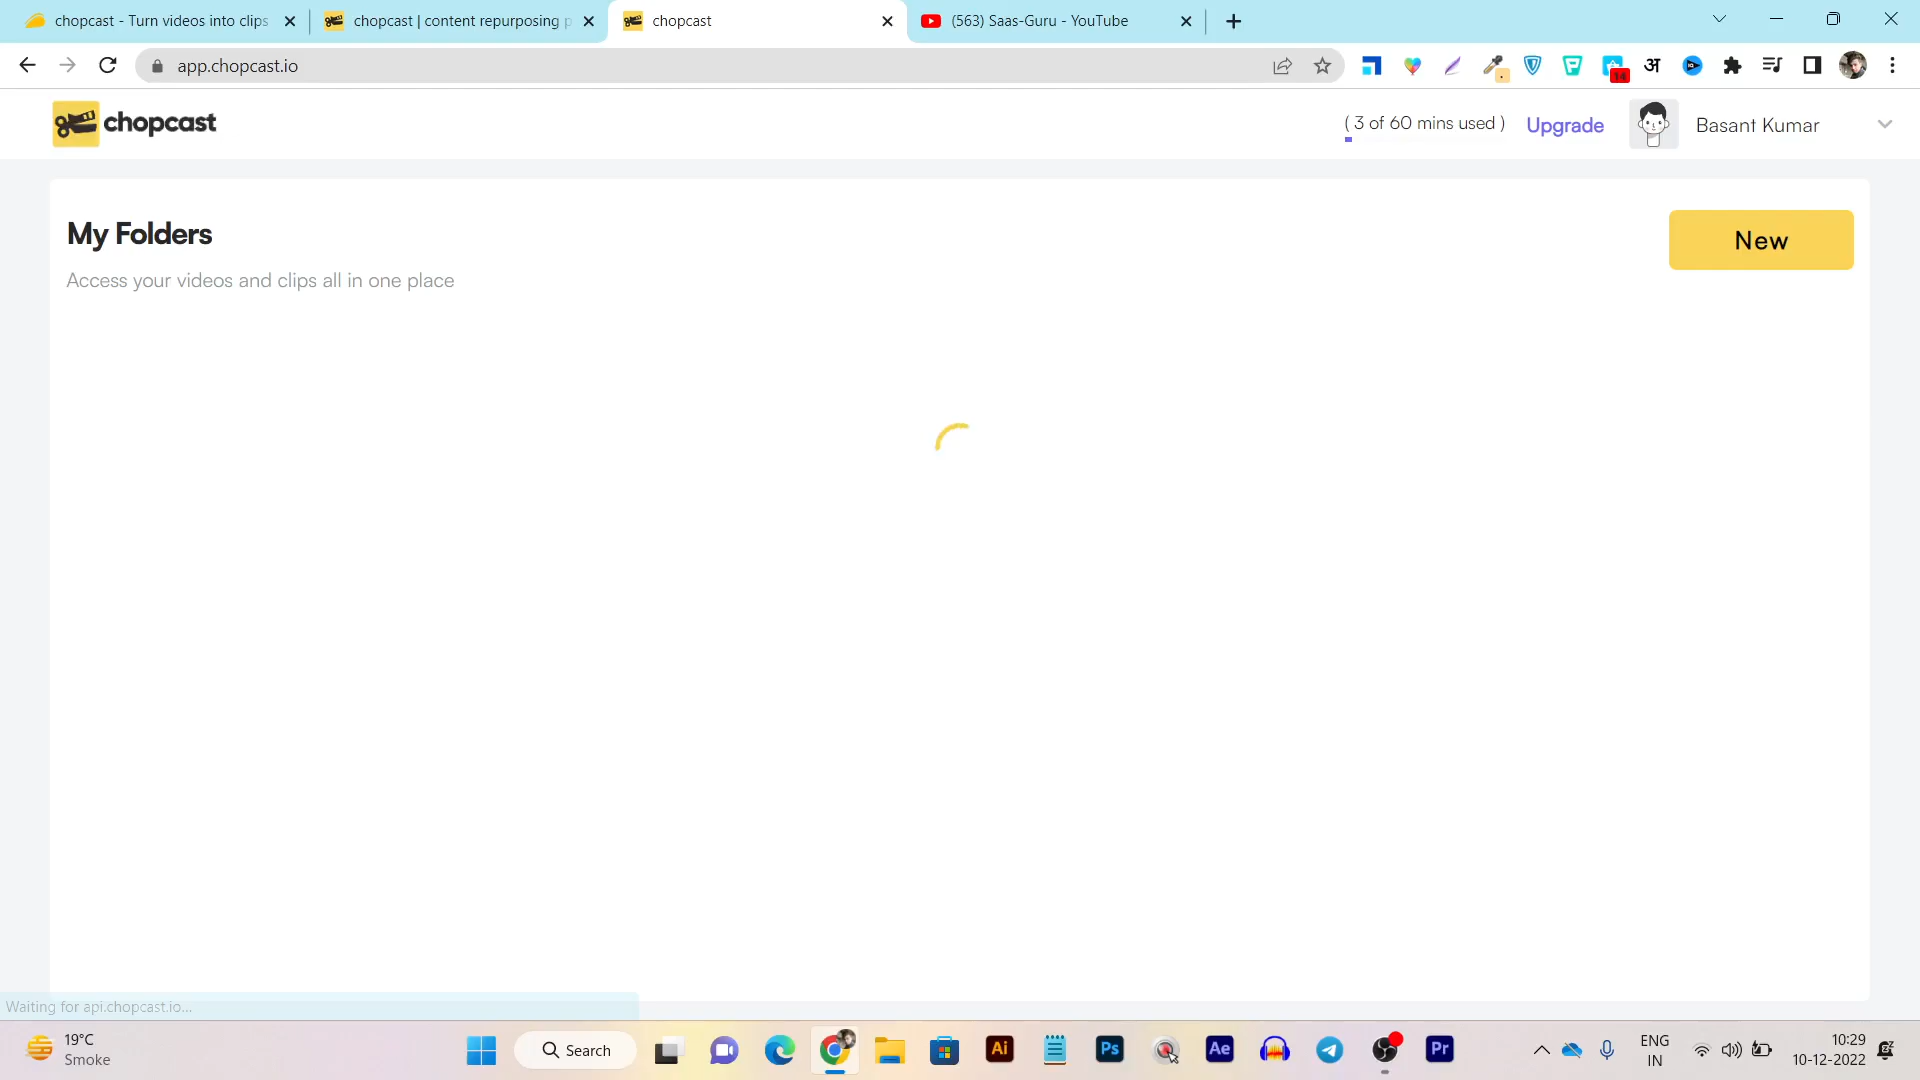 chopcast - Turn videos into clips
chopcast | content repurposing p
chopcast
(563) Saas-Guru - YouTube
app.chopcast.io
14
अ
chopcast
( 3 of 60 mins used )
Upgrade
Basant Kumar
My Folders
New
Access your videos and clips all in one place
Waiting for api.chopcast.io...
19°C
Smoke
Search
Ai
Ps
Ae
Pr
ENG
IN
10:29
10-12-2022